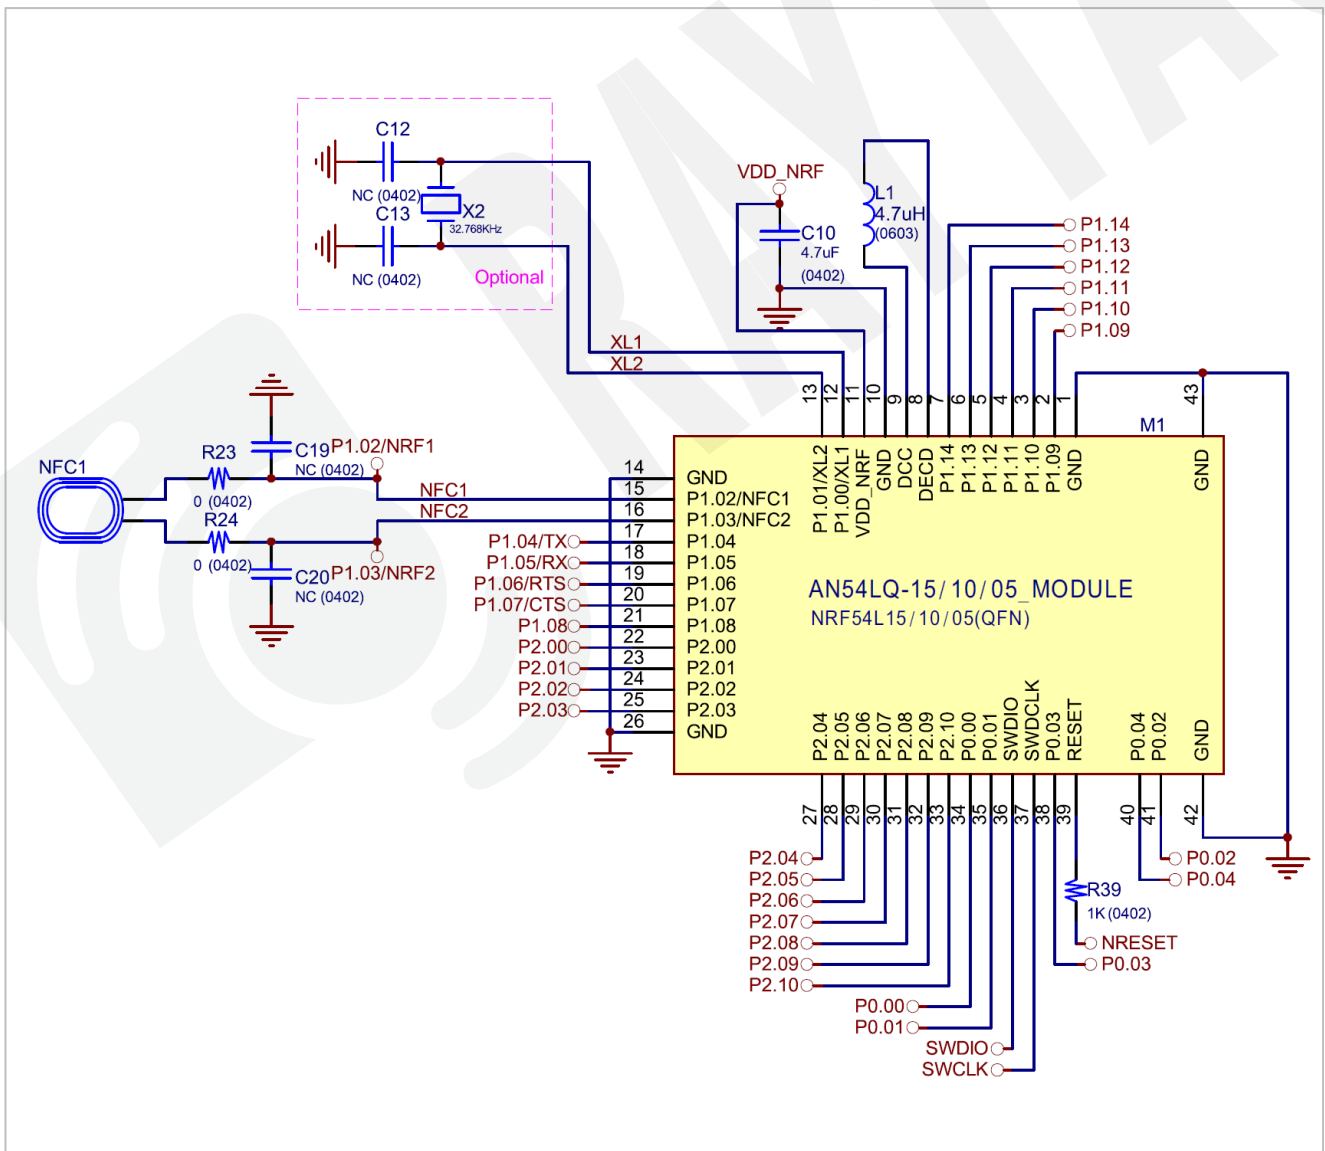 C12
NC (0402)
C13
X2
32.768KHz
NC (0402)
Optional
VDD_NRF
C10
4.7uF
(0402)
L1
4.7uH
(0603)
P1.14
P1.13
P1.12
P1.11
P1.10
P1.09
XL1
XL2
13
12
11
10
9
8
7
6
5
4
3
2
1
43
M1
P1.01/XL2
P1.00/XL1
VDD_NRF
GND
DCC
DECD
P1.14
P1.13
P1.12
P1.11
P1.10
P1.09
GND
GND
NFC1
R23
0 (0402)
R24
0 (0402)
C19
NC (0402)
P1.02/NRF1
C20
NC (0402)
P1.03/NRF2
NFC1
NFC2
14 GND
15 P1.02/NFC1
16 P1.03/NFC2
P1.04/TX 17 P1.04
P1.05/RX 18 P1.05
P1.06/RTS 19 P1.06
P1.07/CTS 20 P1.07
P1.08 21 P1.08
P2.00 22 P2.00
P2.01 23 P2.01
P2.02 24 P2.02
P2.03 25 P2.03
26 GND
AN54LQ-15/10/05_MODULE
NRF54L15/10/05(QFN)
P2.04
P2.05
P2.06
P2.07
P2.08
P2.09
P2.10
P0.00
P0.01
SWDIO
SWDCLK
P0.03
RESET
P0.04
P0.02
GND
27
28
29
30
31
32
33
34
35
36
37
38
39
40
41
42
P2.04
P2.05
P2.06
P2.07
P2.08
P2.09
P2.10
P0.00
P0.01
SWDIO
SWCLK
R39
1K (0402)
NRESET
P0.03
P0.02
P0.04
RAYTA